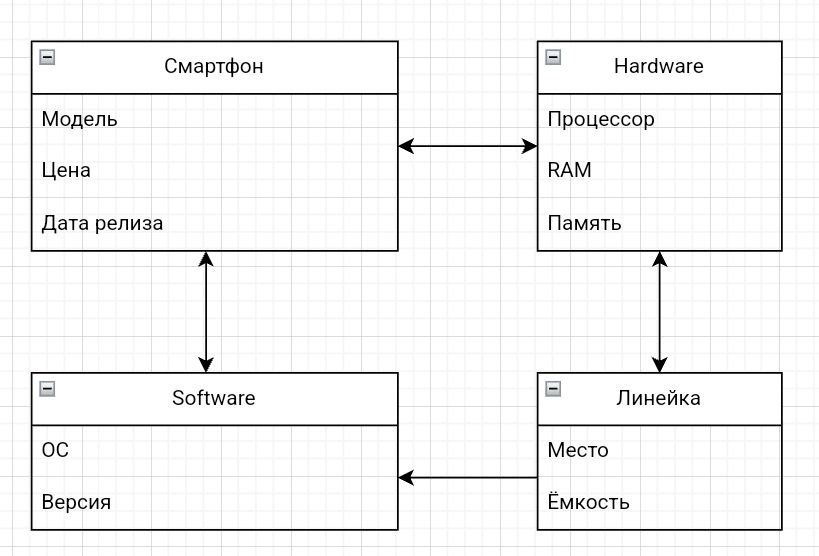 Смартфон
Модель
Цена
Дата релиза
Hardware
Процессор
RAM
Память
Software
ОС
Версия
Линейка
Место
Ёмкость